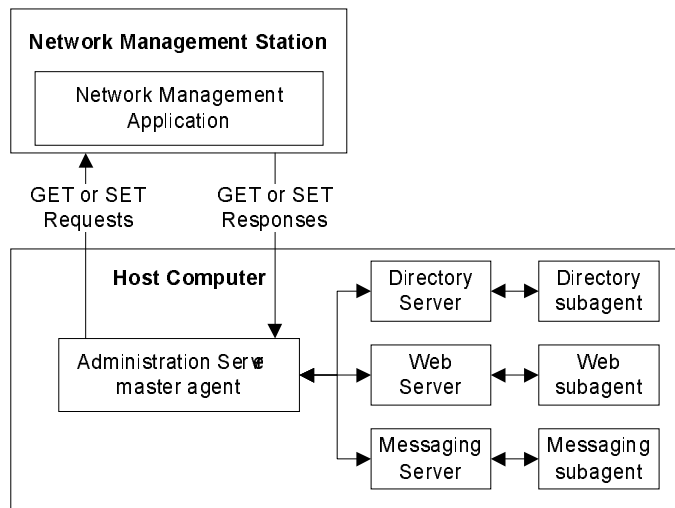 Network Management Station
Network Management
Application
GET or SET
Requests
GET or SET
Responses
Host Computer
Administration Serve
master agent
Directory
Server
Directory
subagent
Web
Server
Web
subagent
Messaging
Server
Messaging
subagent